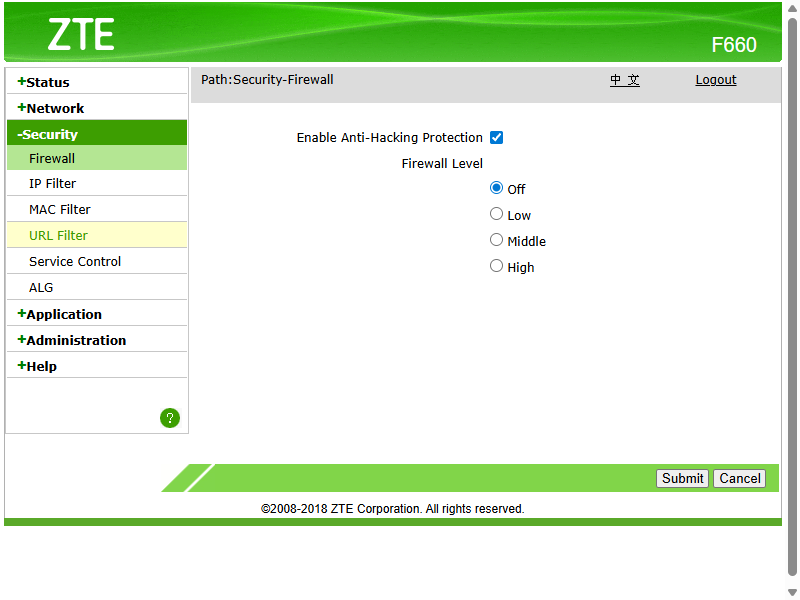 ZTE
F660
+Status
+Network
-Security
Firewall
IP Filter
MAC Filter
URL Filter
Service Control
ALG
+Application
+Administration
+Help
?
Path:Security-Firewall
中 文
Logout
Enable Anti-Hacking Protection
Firewall Level
Off
Low
Middle
High
Submit Cancel
©2008-2018 ZTE Corporation. All rights reserved.